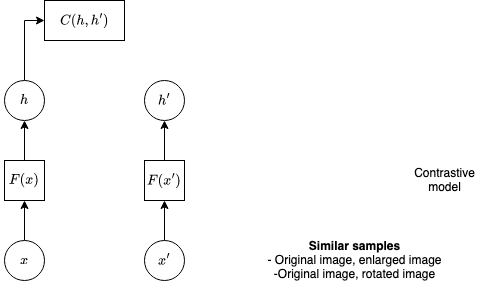 C(h, h′)
h h′
F(x) F(x′)
Contrastive
model
x x′
Similar samples
- Original image, enlarged image
-Original image, rotated image